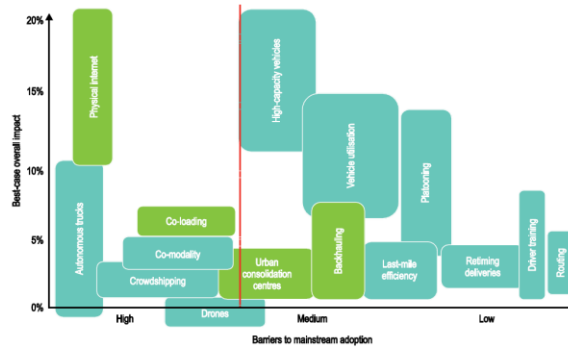 20%
15%
10%
5%
0%
Best-case overall impact
Physical internet
Autonomous trucks
Co-loading
Co-modality
Crowdshipping
Drones
High-capacity vehicles
Urban
consolidation
centres
Vehicle utilisation
Backhauling
Platooning
Last-mile
efficiency
Retiming
deliveries
Driver training
Routing
High
Medium
Low
Barriers to mainstream adoption